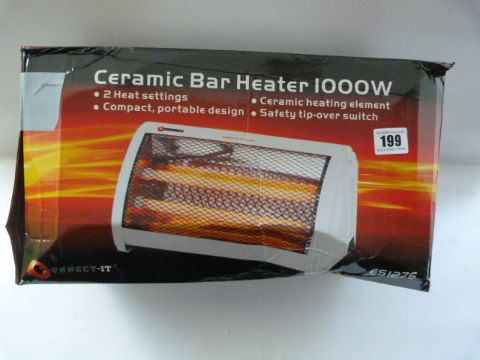 Ceramic Bar Heater 1000W
• 2 Heat settings
• Compact, portable design
• Ceramic heating element
• Safety tip-over switch
199
CONNECT-IT
ES1276